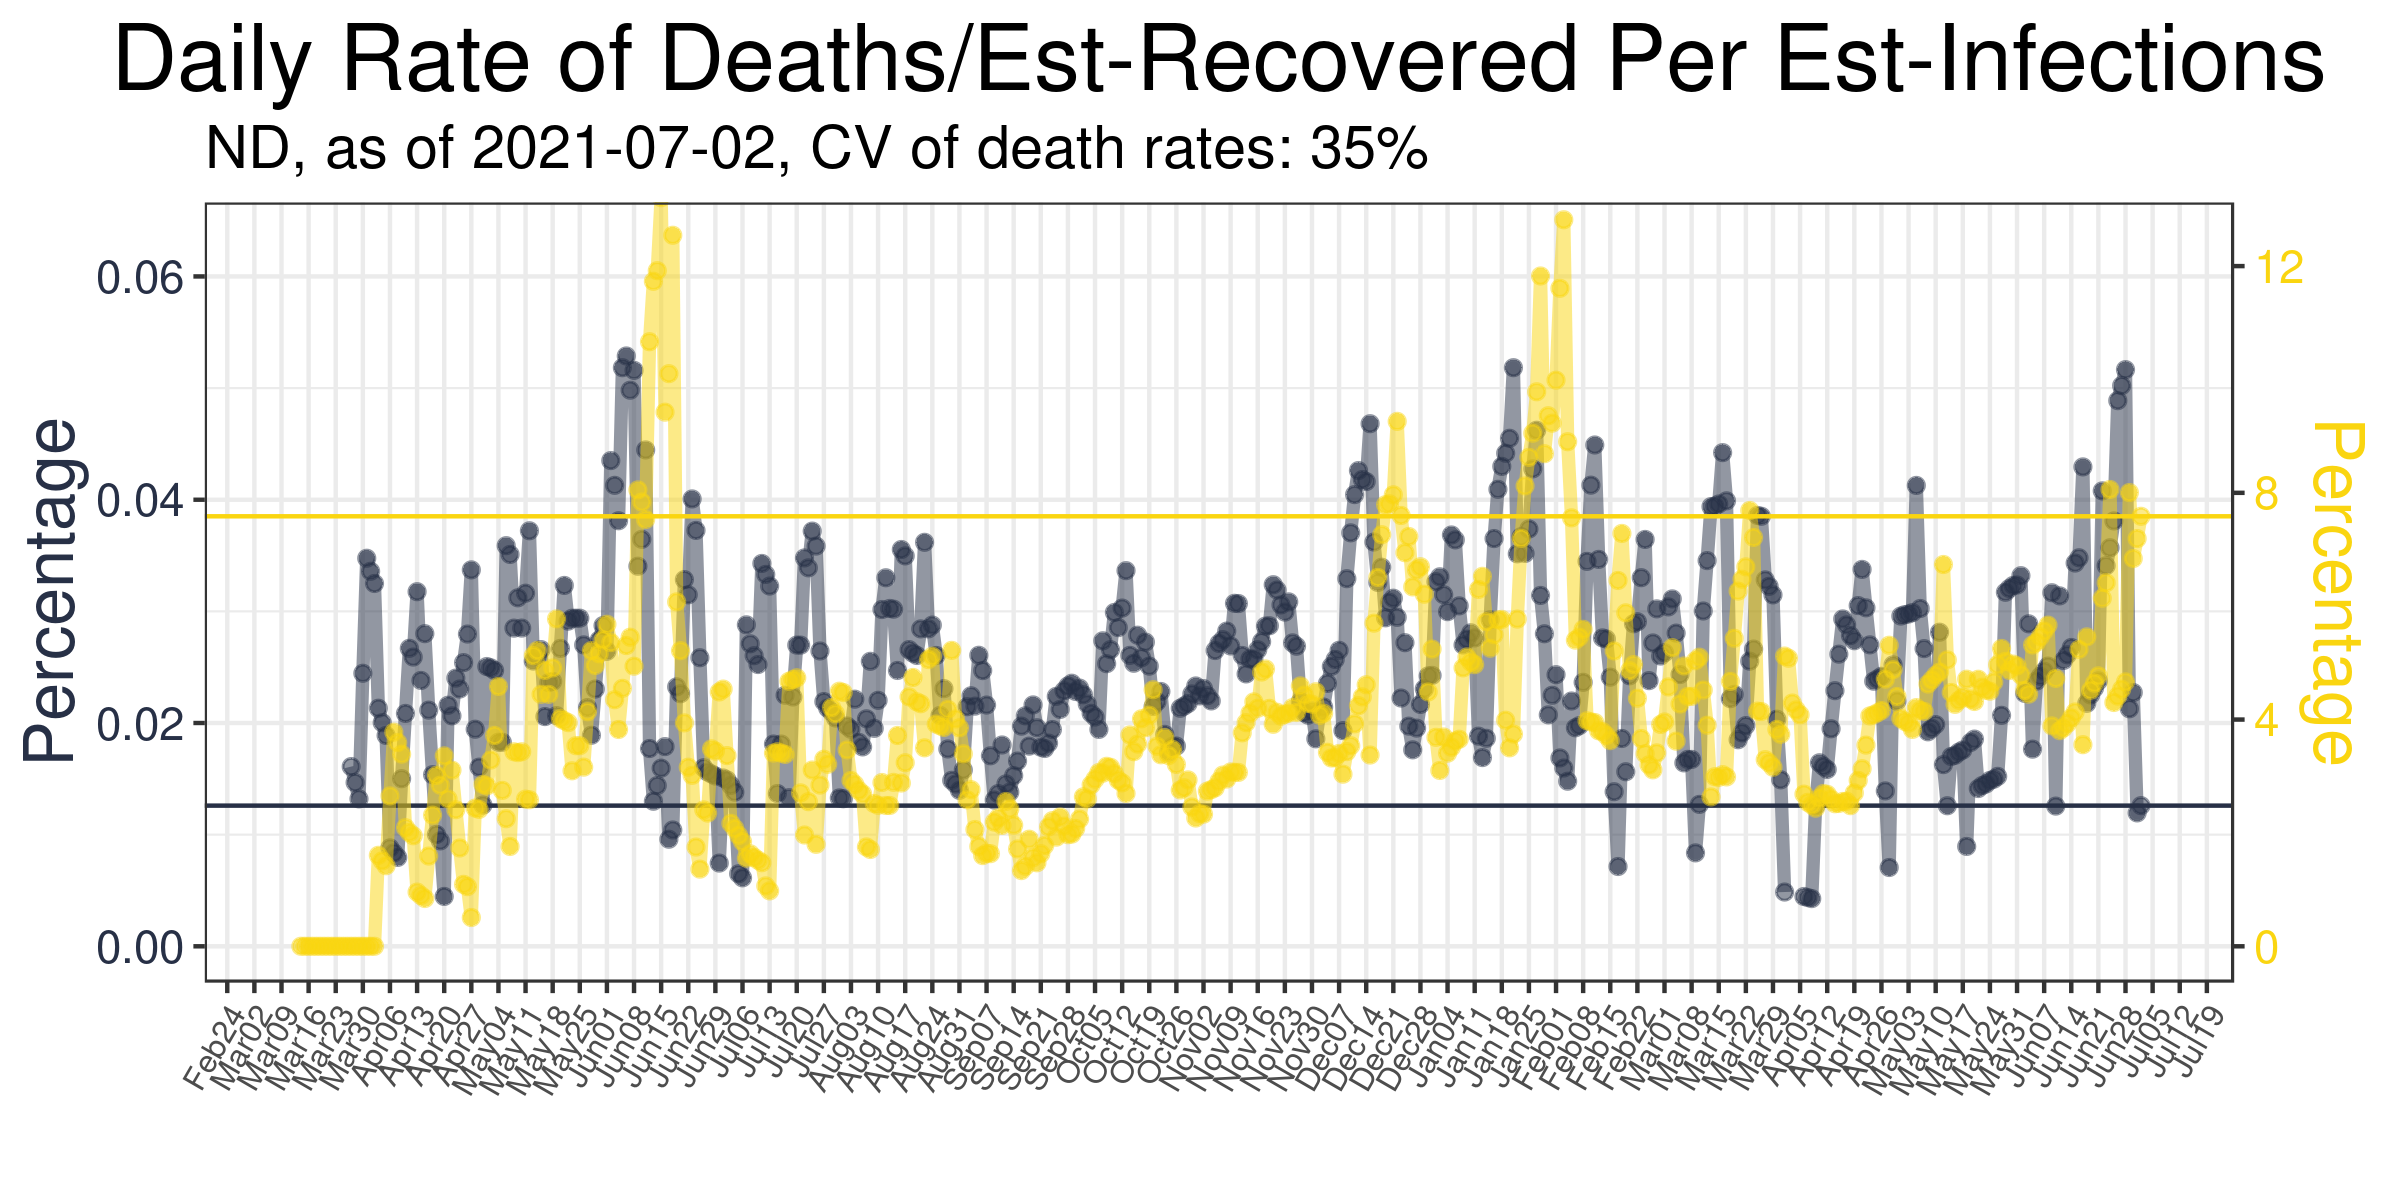 Daily Rate of Deaths/Est-Recovered Per Est-Infections
ND, as of 2021-07-02, CV of death rates: 35%
Percentage
0.06
0.04
0.02
0.00
12
8
4
0
Percentage
Feb24
Mar02
Mar09
Mar16
Mar23
Mar30
Apr06
Apr13
Apr20
Apr27
May04
May11
May18
May25
Jun01
Jun08
Jun15
Jun22
Jun29
Jul06
Jul13
Jul20
Jul27
Aug03
Aug10
Aug17
Aug24
Aug31
Sep07
Sep14
Sep21
Sep28
Oct05
Oct12
Oct19
Oct26
Nov02
Nov09
Nov16
Nov23
Nov30
Dec07
Dec14
Dec21
Dec28
Jan04
Jan11
Jan18
Jan25
Feb01
Feb08
Feb15
Feb22
Mar01
Mar08
Mar15
Mar22
Mar29
Apr05
Apr12
Apr19
Apr26
May03
May10
May17
May24
May31
Jun07
Jun14
Jun21
Jun28
Jul05
Jul12
Jul19